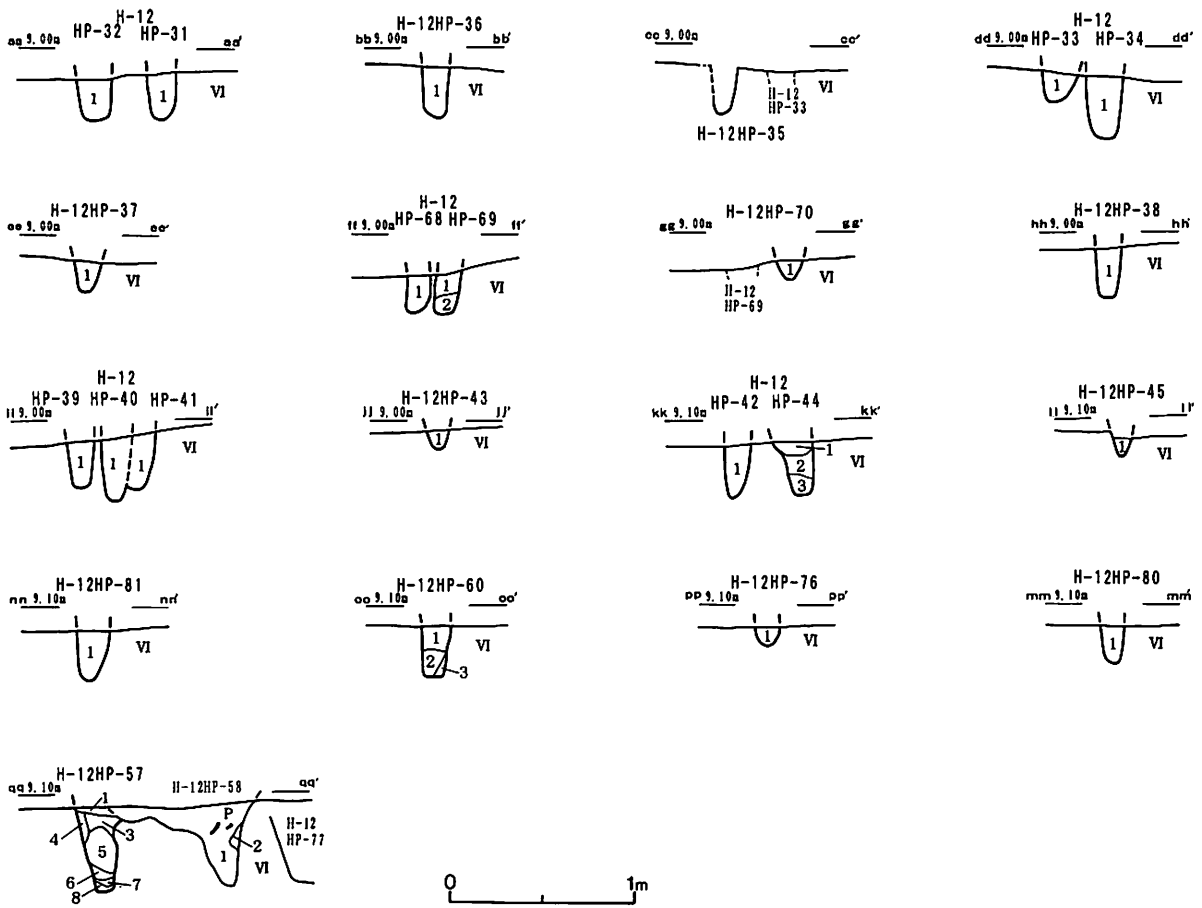 H-12
HP-32 HP-31
aa 9.00m aa'
1 1 VI
H-12HP-36
bb 9.00m bb'
1 VI
cc 9.00m cc'
H-12
HP-33
VI
H-12HP-35
H-12
dd 9.00m HP-33 HP-34 dd'
1 1 VI
H-12HP-37
ee 9.00m ee'
1 VI
H-12
HP-68 HP-69
ff 9.00m ff'
1 1 VI
2
H-12HP-70
gg 9.00m gg'
1 VI
H-12
HP-69
H-12HP-38
hh 9.00m hh'
1 VI
H-12
HP-39 HP-40 HP-41
ii 9.00m ii'
1 1 1 VI
H-12HP-43
jj 9.00m jj'
1 VI
H-12
HP-42 HP-44
kk 9.10m kk'
1 1 VI
2
3
H-12HP-45
ll 9.10m ll'
1 VI
H-12HP-81
nn 9.10m nn'
1 VI
H-12HP-60
oo 9.10m oo'
1 VI
2 3
H-12HP-76
pp 9.10m pp'
1 VI
H-12HP-80
mm 9.10m mm'
1 VI
H-12HP-57 H-12HP-58
qq 9.10m qq'
1 P
4 3 2 H-12
HP-77
5 1 VI
6 7
8
0 1m